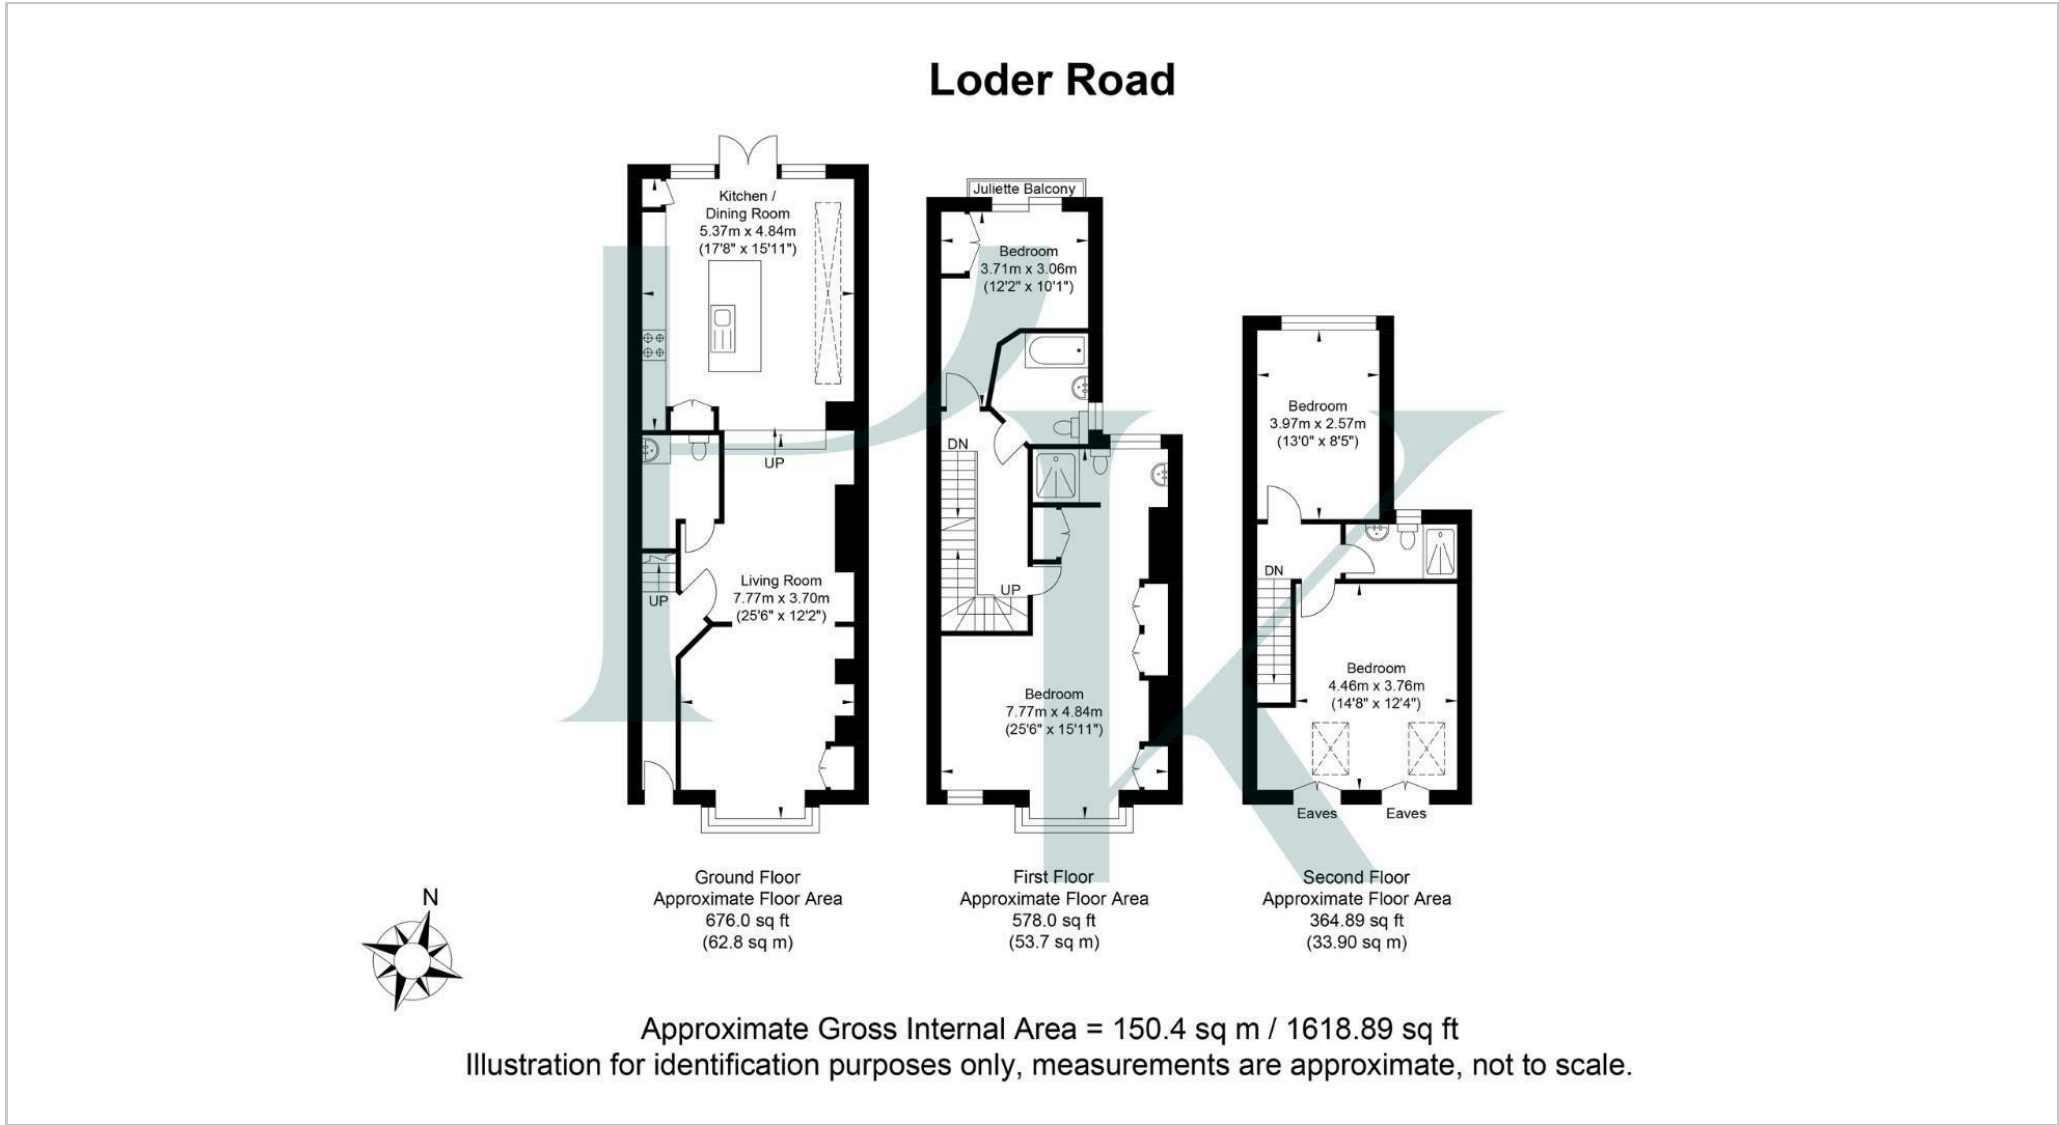 Loder Road
Kitchen /
Dining Room
5.37m x 4.84m
(17'8" x 15'11")
UP
UP
Living Room
7.77m x 3.70m
(25'6" x 12'2")
Ground Floor
Approximate Floor Area
676.0 sq ft
(62.8 sq m)
Juliette Balcony
Bedroom
3.71m x 3.06m
(12'2" x 10'1")
DN
UP
Bedroom
7.77m x 4.84m
(25'6" x 15'11")
First Floor
Approximate Floor Area
578.0 sq ft
(53.7 sq m)
Bedroom
3.97m x 2.57m
(13'0" x 8'5")
DN
Bedroom
4.46m x 3.76m
(14'8" x 12'4")
Eaves
Eaves
Second Floor
Approximate Floor Area
364.89 sq ft
(33.90 sq m)
N
Approximate Gross Internal Area = 150.4 sq m / 1618.89 sq ft
Illustration for identification purposes only, measurements are approximate, not to scale.